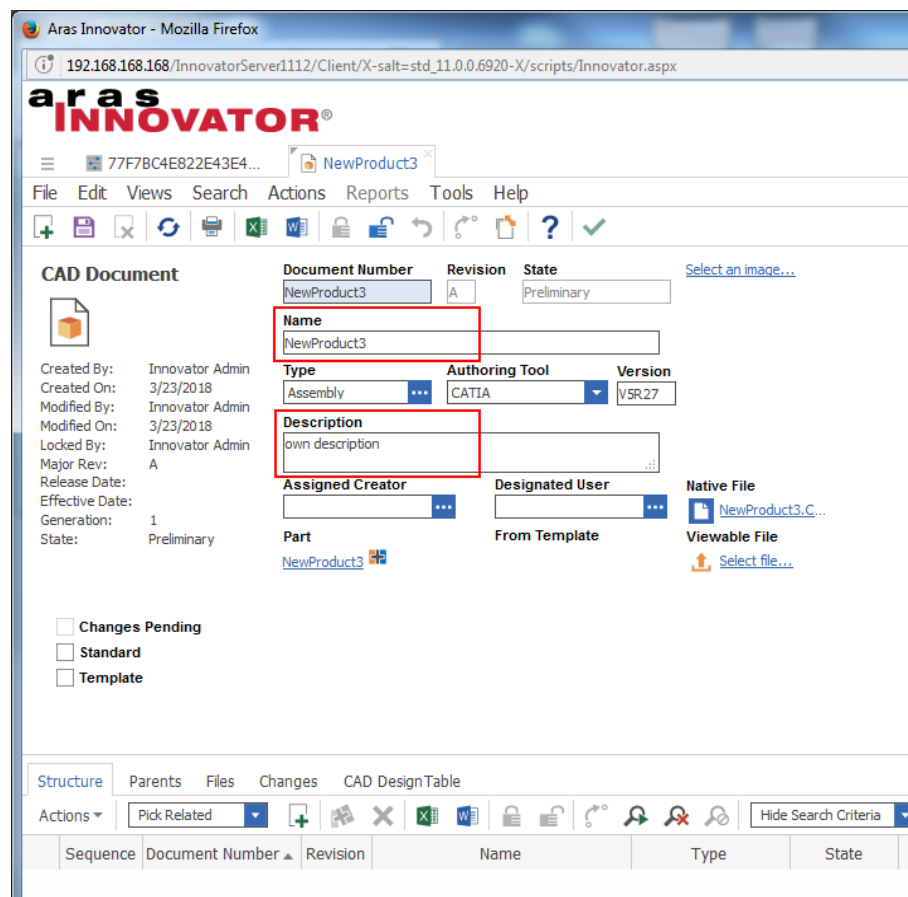 Aras Innovator - Mozilla Firefox
192.168.168.168/InnovatorServer1112/Client/X-salt=std_11.0.0.6920-X/scripts/Innovator.aspx
aras
INNOVATOR®
77F7BC4E822E43E4... NewProduct3
File Edit Views Search Actions Reports Tools Help
CAD Document
Created By: Innovator Admin
Created On: 3/23/2018
Modified By: Innovator Admin
Modified On: 3/23/2018
Locked By: Innovator Admin
Major Rev: A
Release Date:
Effective Date:
Generation: 1
State: Preliminary
Document Number Revision State Select an image...
NewProduct3 A Preliminary
Name
NewProduct3
Type Authoring Tool Version
Assembly CATIA V5R27
Description
own description
Assigned Creator Designated User Native File
NewProduct3.C...
Part From Template Viewable File
NewProduct3 Select file...
Changes Pending
Standard
Template
Structure Parents Files Changes CAD DesignTable
Actions Pick Related Hide Search Criteria
Sequence Document Number Revision Name Type State